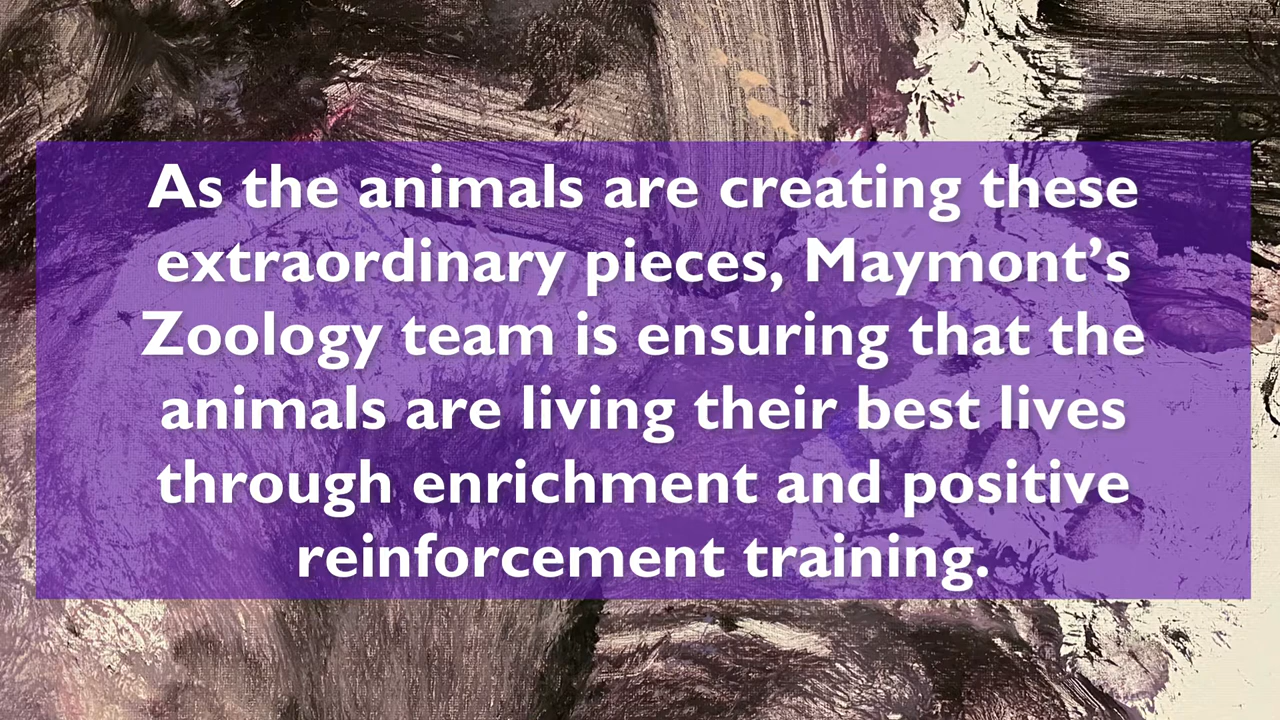 As the animals are creating these
extraordinary pieces, Maymont’s
Zoology team is ensuring that the
animals are living their best lives
through enrichment and positive
reinforcement training.